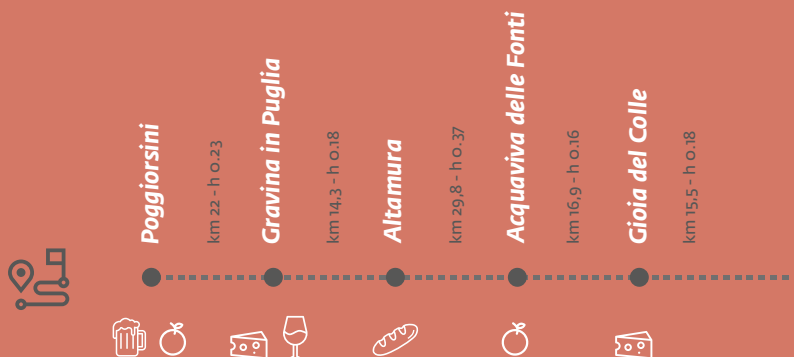 Poggiorsini
km 22 - h 0.23
Gravina in Puglia
km 14,3 - h 0.18
Altamura
km 29,8 - h 0.37
Acquaviva delle Fonti
km 16,9 - h 0.16
Gioia del Colle
km 15,5 - h 0.18